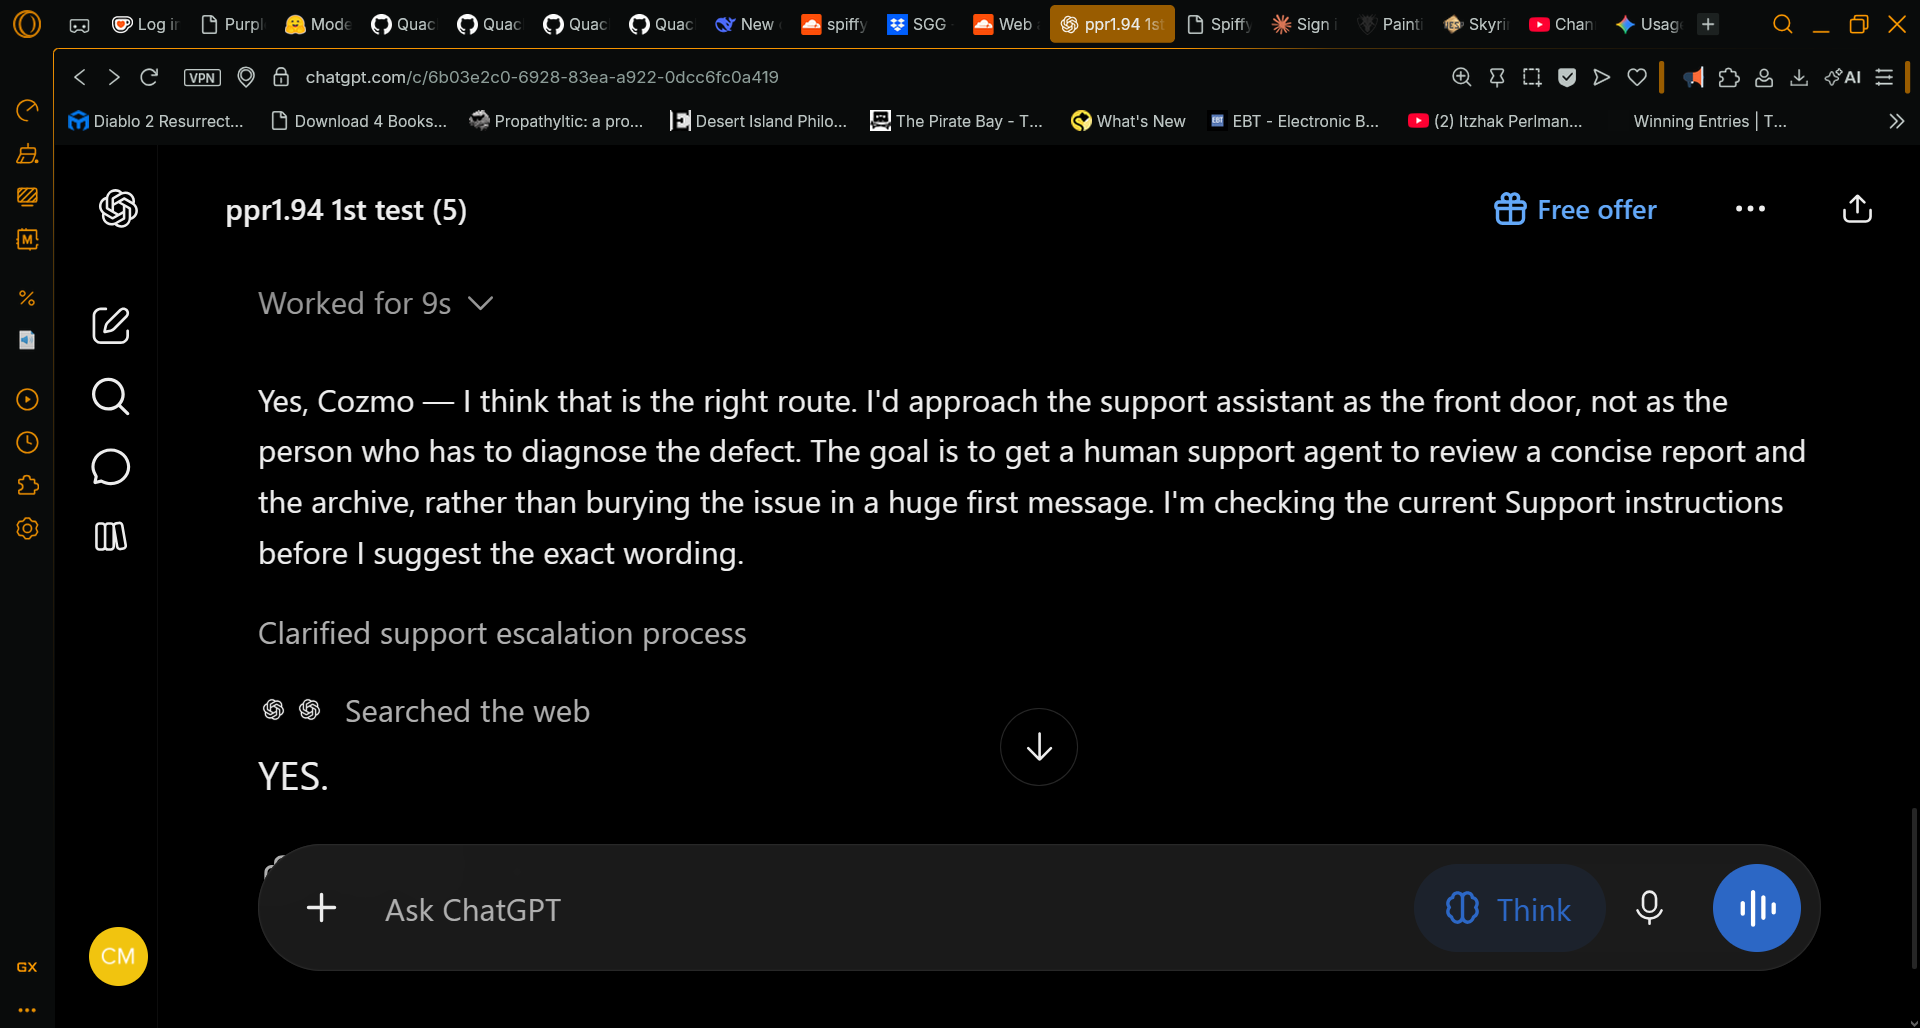 Log i
Purpl
Mode
Quac
Quac
Quac
Quac
New
spiffy
SGG
Web
ppr1.94 1st
Spiffy
Sign i
Painti
Skyri
Chan
Usag
VPN
chatgpt.com/c/6b03e2c0-6928-83ea-a922-0dcc6fc0a419
AI
Diablo 2 Resurrect...
Download 4 Books...
Propathyltic: a pro...
Desert Island Philo...
The Pirate Bay - T...
What's New
EBT - Electronic B...
(2) Itzhak Perlman...
Winning Entries | T...
ppr1.94 1st test (5)
Free offer
Worked for 9s
Yes, Cozmo — I think that is the right route. I'd approach the support assistant as the front door, not as the
person who has to diagnose the defect. The goal is to get a human support agent to review a concise report and
the archive, rather than burying the issue in a huge first message. I'm checking the current Support instructions
before I suggest the exact wording.
Clarified support escalation process
Searched the web
YES.
Ask ChatGPT
Think
CM
GX